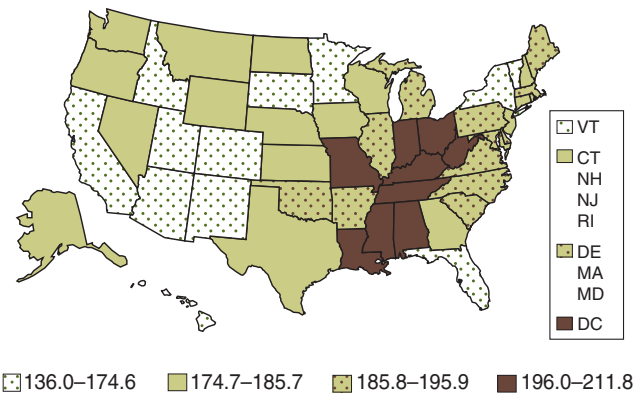 VT
CT
NH
NJ
RI
DE
MA
MD
DC
136.0–174.6 174.7–185.7 185.8–195.9 196.0–211.8